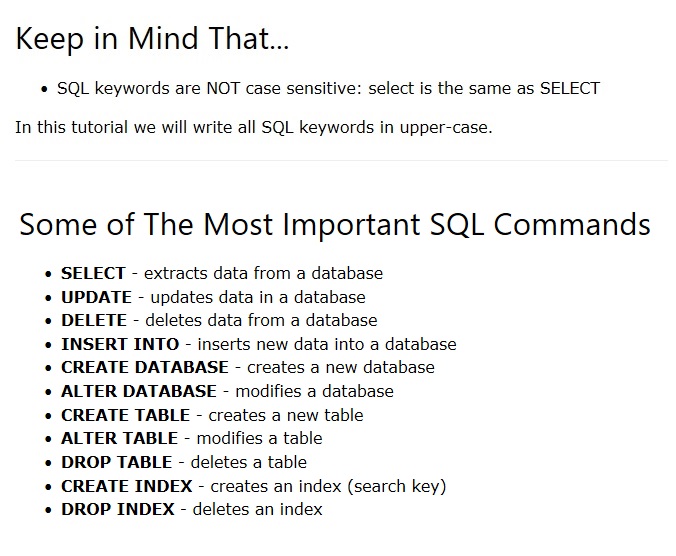 Keep in Mind That...
• SQL keywords are NOT case sensitive: select is the same as SELECT
In this tutorial we will write all SQL keywords in upper-case.
Some of The Most Important SQL Commands
• SELECT - extracts data from a database
• UPDATE - updates data in a database
• DELETE - deletes data from a database
• INSERT INTO - inserts new data into a database
• CREATE DATABASE - creates a new database
• ALTER DATABASE - modifies a database
• CREATE TABLE - creates a new table
• ALTER TABLE - modifies a table
• DROP TABLE - deletes a table
• CREATE INDEX - creates an index (search key)
• DROP INDEX - deletes an index